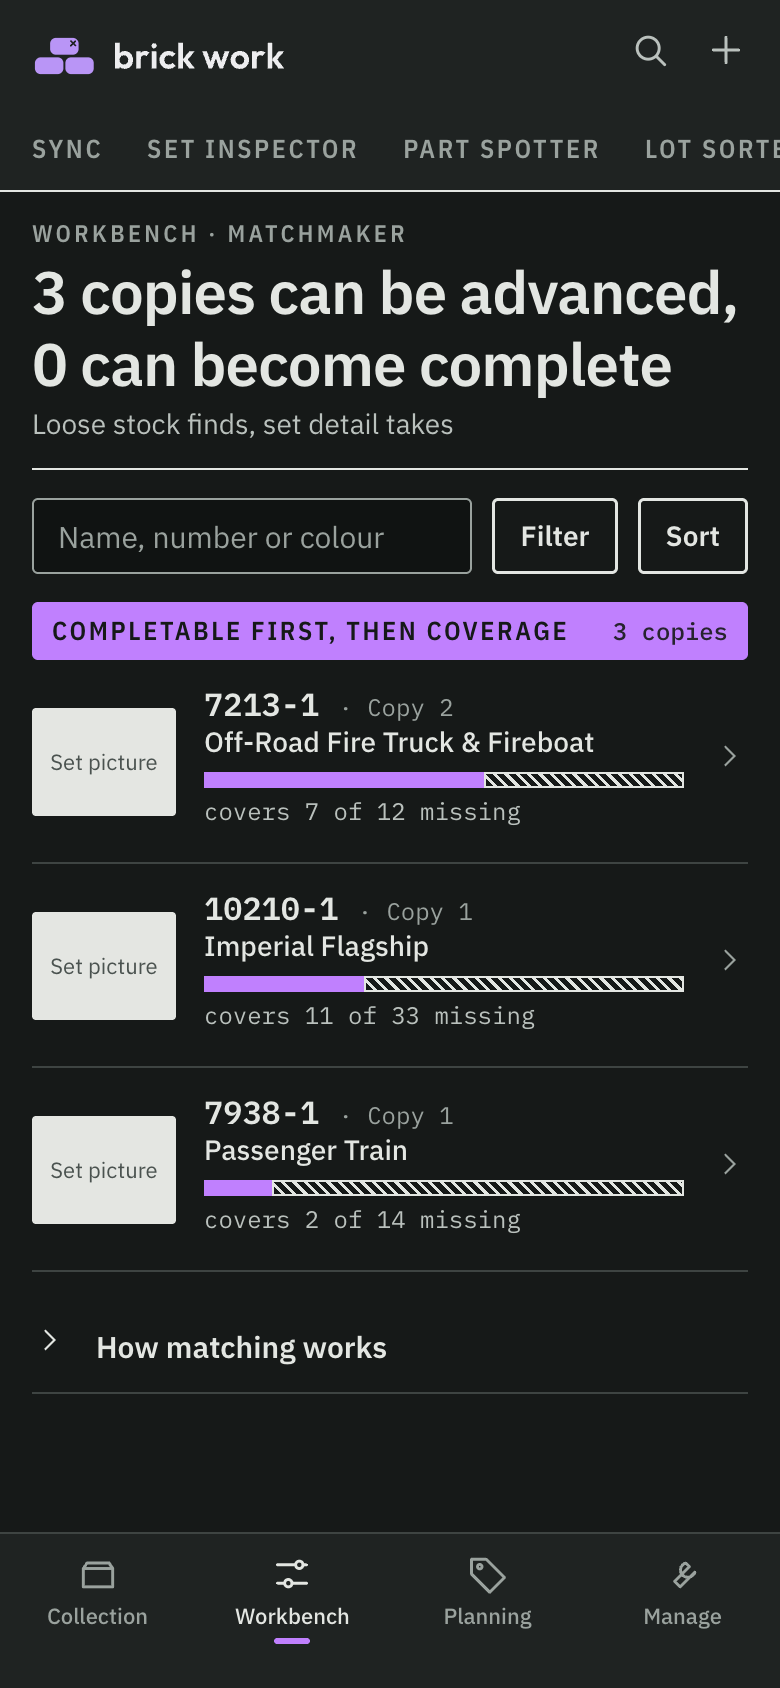 brick work
SYNC SET INSPECTOR PART SPOTTER LOT SORTE
WORKBENCH · MATCHMAKER
3 copies can be advanced,
0 can become complete
Loose stock finds, set detail takes
Name, number or colour Filter Sort
COMPLETABLE FIRST, THEN COVERAGE 3 copies
7213-1 · Copy 2
Set picture
Off-Road Fire Truck & Fireboat
covers 7 of 12 missing
10210-1 · Copy 1
Set picture
Imperial Flagship
covers 11 of 33 missing
7938-1 · Copy 1
Set picture
Passenger Train
covers 2 of 14 missing
How matching works
Collection Workbench Planning Manage